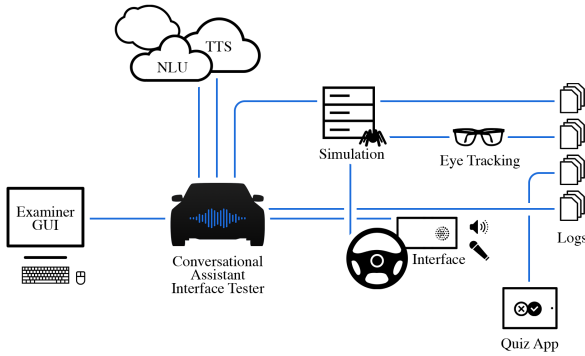 TTS
NLU
Simulation
Eye Tracking
Examiner
GUI
Logs
Conversational
Assistant
Interface Tester
Interface
Quiz App